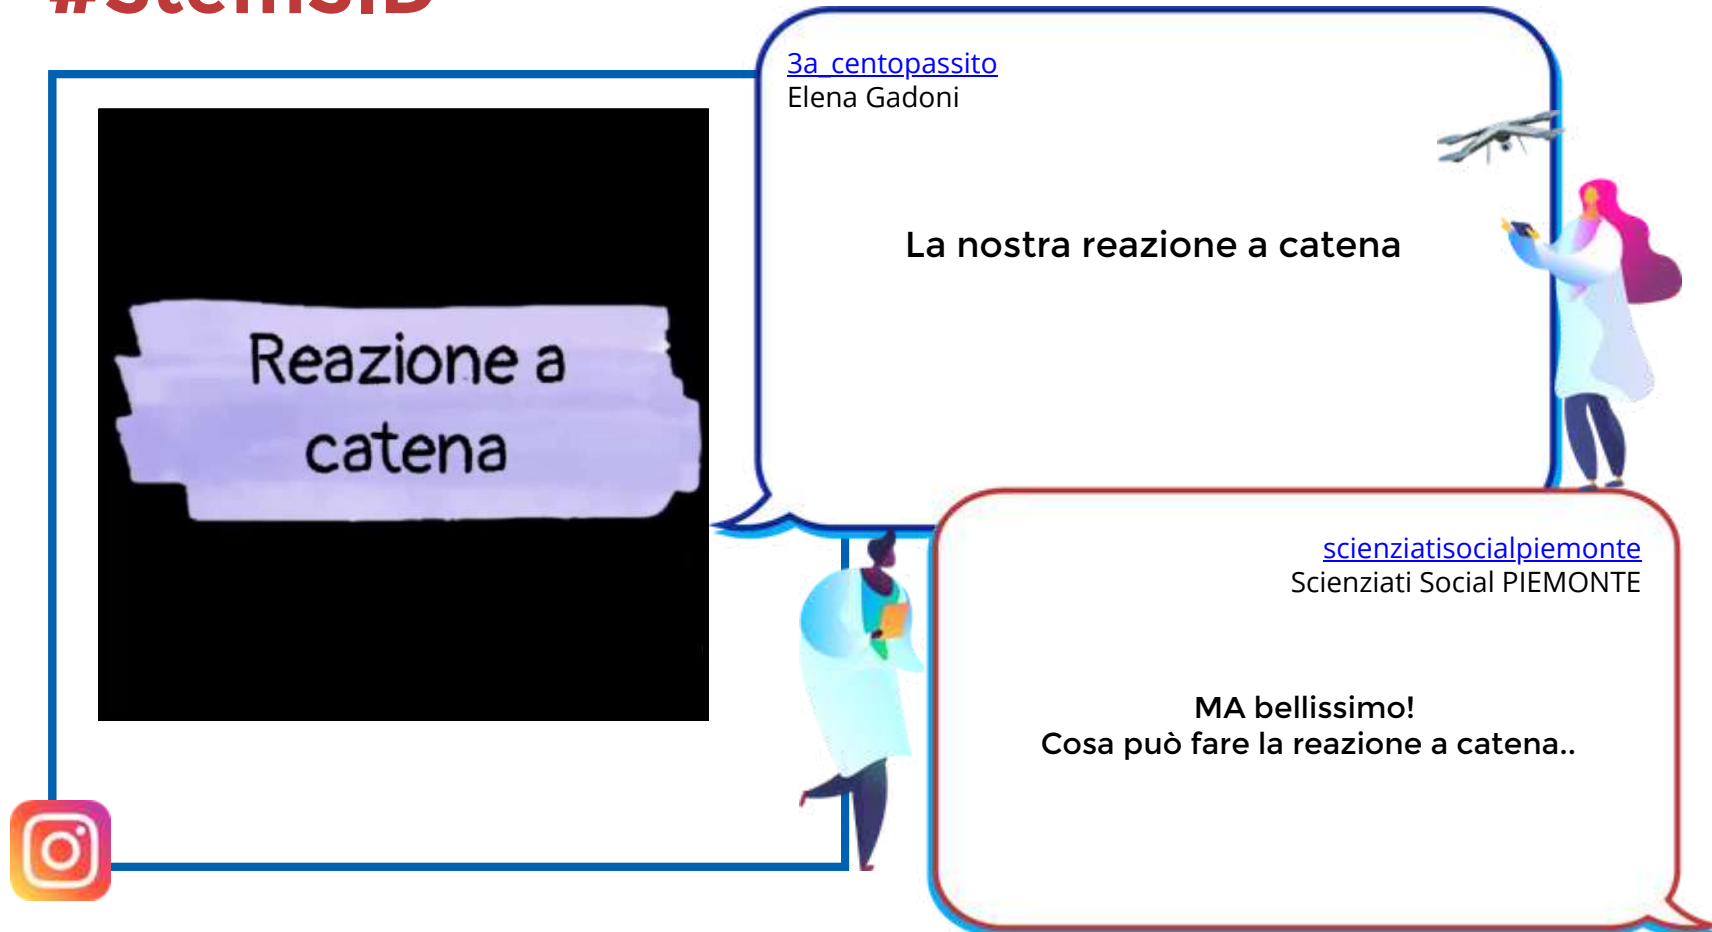 #StemSID
3a_centopassito
Elena Gadoni
La nostra reazione a catena
Reazione a
catena
scienziatisocialpiemonte
Scienziati Social PIEMONTE
MA bellissimo!
Cosa può fare la reazione a catena..